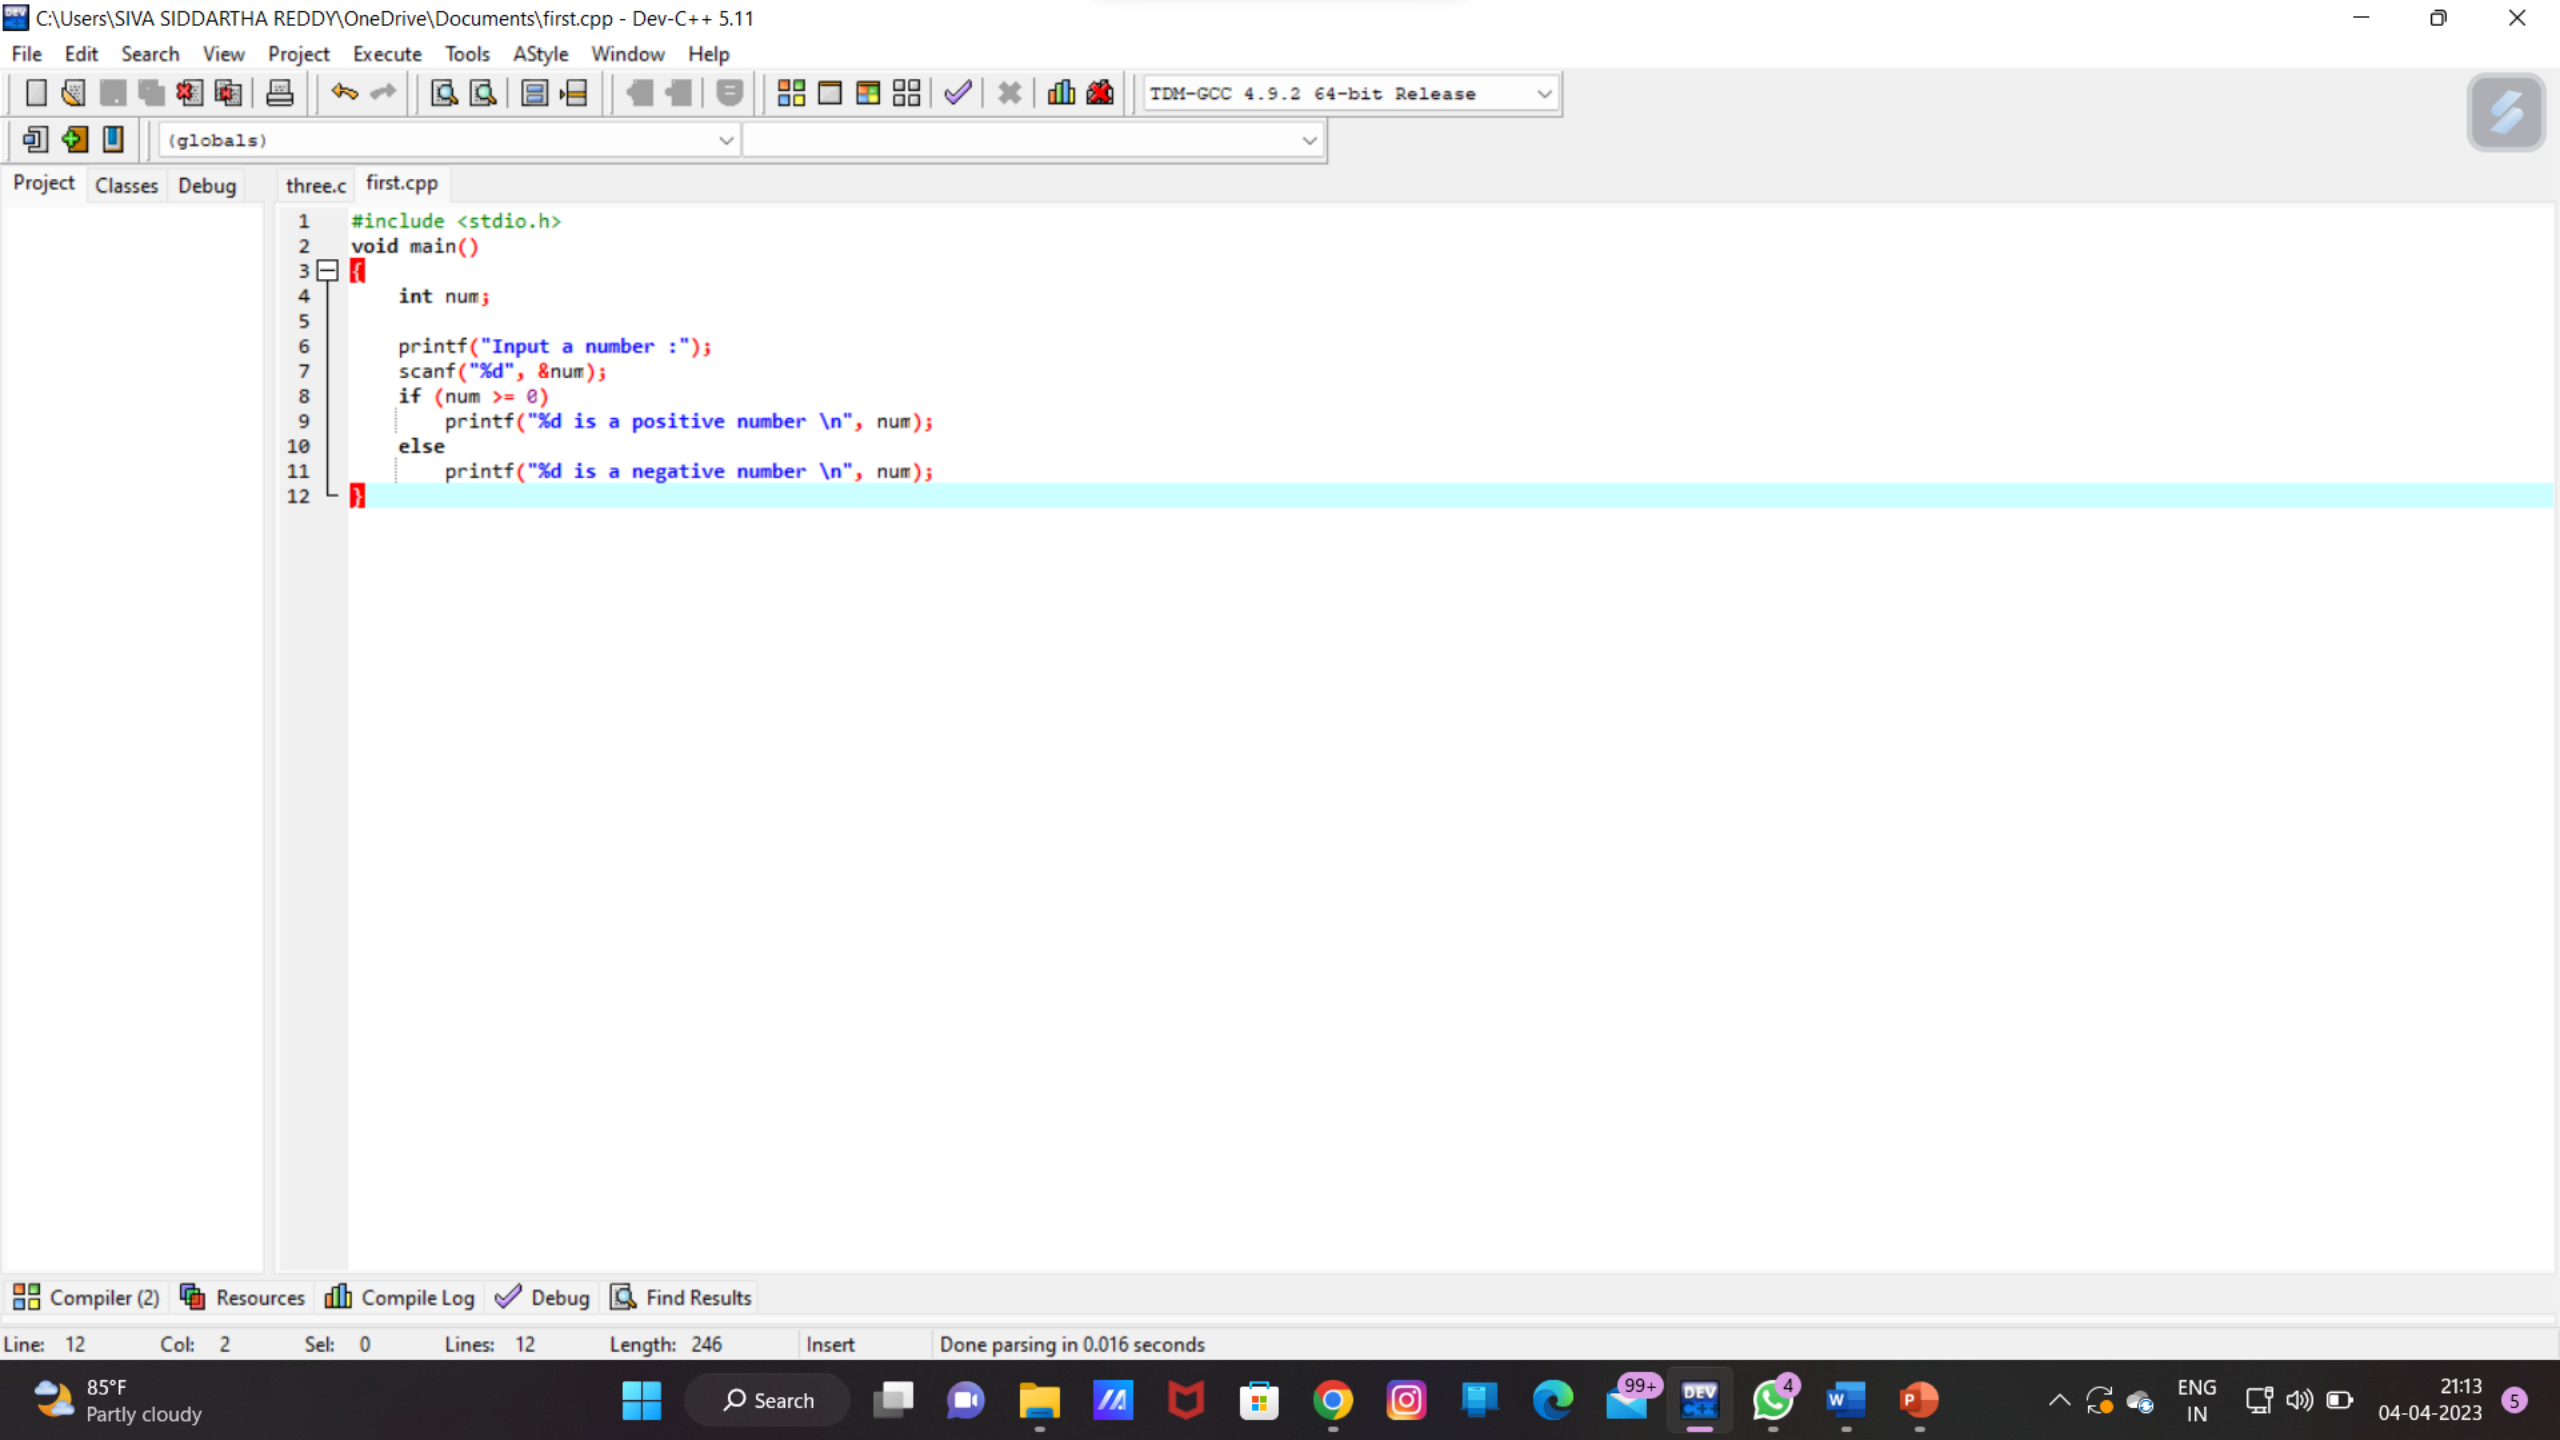 C:\Users\SIVA SIDDARTHA REDDY\OneDrive\Documents\first.cpp - Dev-C++ 5.11
File Edit Search View Project Execute Tools AStyle Window Help
TDM-GCC 4.9.2 64-bit Release
(globals)
Project Classes Debug three.c first.cpp
1 #include <stdio.h>
2 void main()
3 {
4 int num;
5
6 printf("Input a number :");
7 scanf("%d", &num);
8 if (num >= 0)
9 printf("%d is a positive number \n", num);
10 else
11 printf("%d is a negative number \n", num);
12 }
Compiler (2) Resources Compile Log Debug Find Results
Line: 12 Col: 2 Sel: 0 Lines: 12 Length: 246 Insert Done parsing in 0.016 seconds
85°F
Partly cloudy
Search
99+
DEV
C++
4
W
P
ENG
IN
21:13
04-04-2023
5